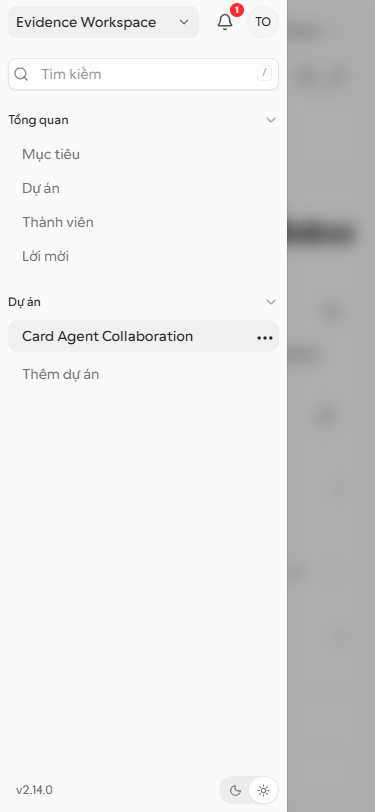 Evidence Workspace
1
TO
Tìm kiếm
/
Tổng quan
Mục tiêu
Dự án
Thành viên
Lời mời
Dự án
Card Agent Collaboration
Thêm dự án
v2.14.0